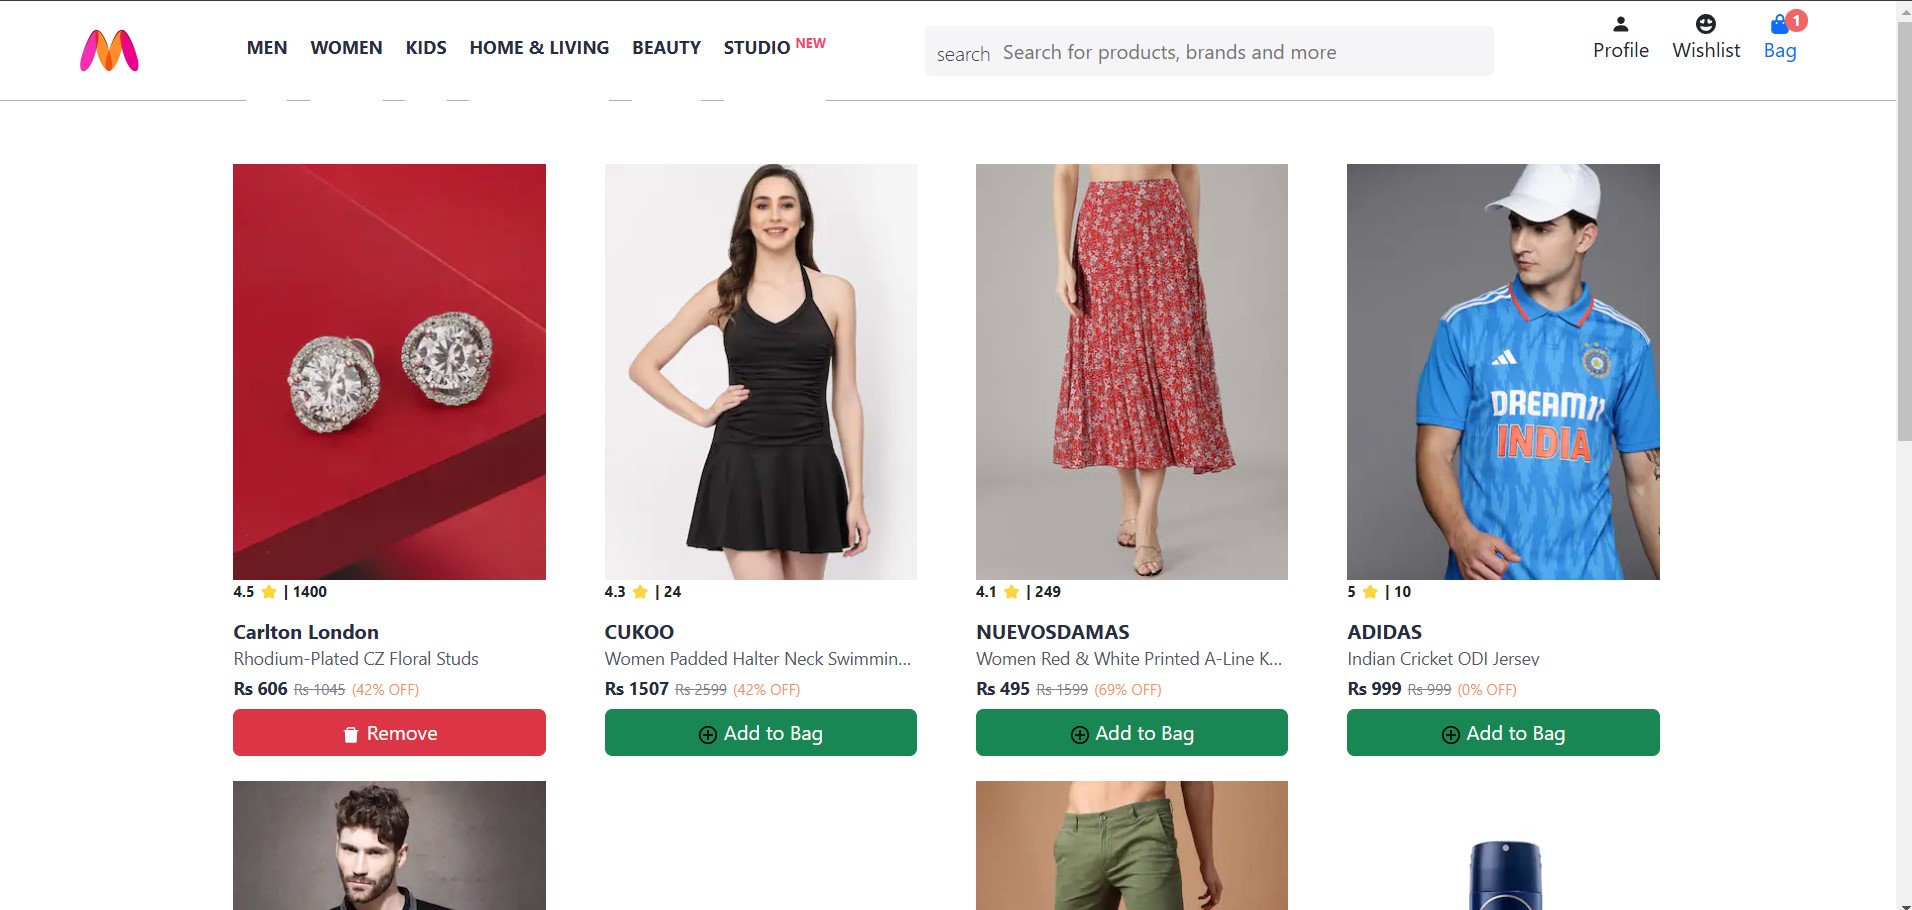 MEN WOMEN KIDS HOME & LIVING BEAUTY STUDIO NEW
search Search for products, brands and more
Profile Wishlist Bag 1
DREAM11
INDIA
4.5 ⭐ | 1400
Carlton London
Rhodium-Plated CZ Floral Studs
Rs 606 Rs 1045 (42% OFF)
Remove
4.3 ⭐ | 24
CUKOO
Women Padded Halter Neck Swimmin...
Rs 1507 Rs 2599 (42% OFF)
Add to Bag
4.1 ⭐ | 249
NUEVOSDAMAS
Women Red & White Printed A-Line K...
Rs 495 Rs 1599 (69% OFF)
Add to Bag
5 ⭐ | 10
ADIDAS
Indian Cricket ODI Jersey
Rs 999 Rs 999 (0% OFF)
Add to Bag